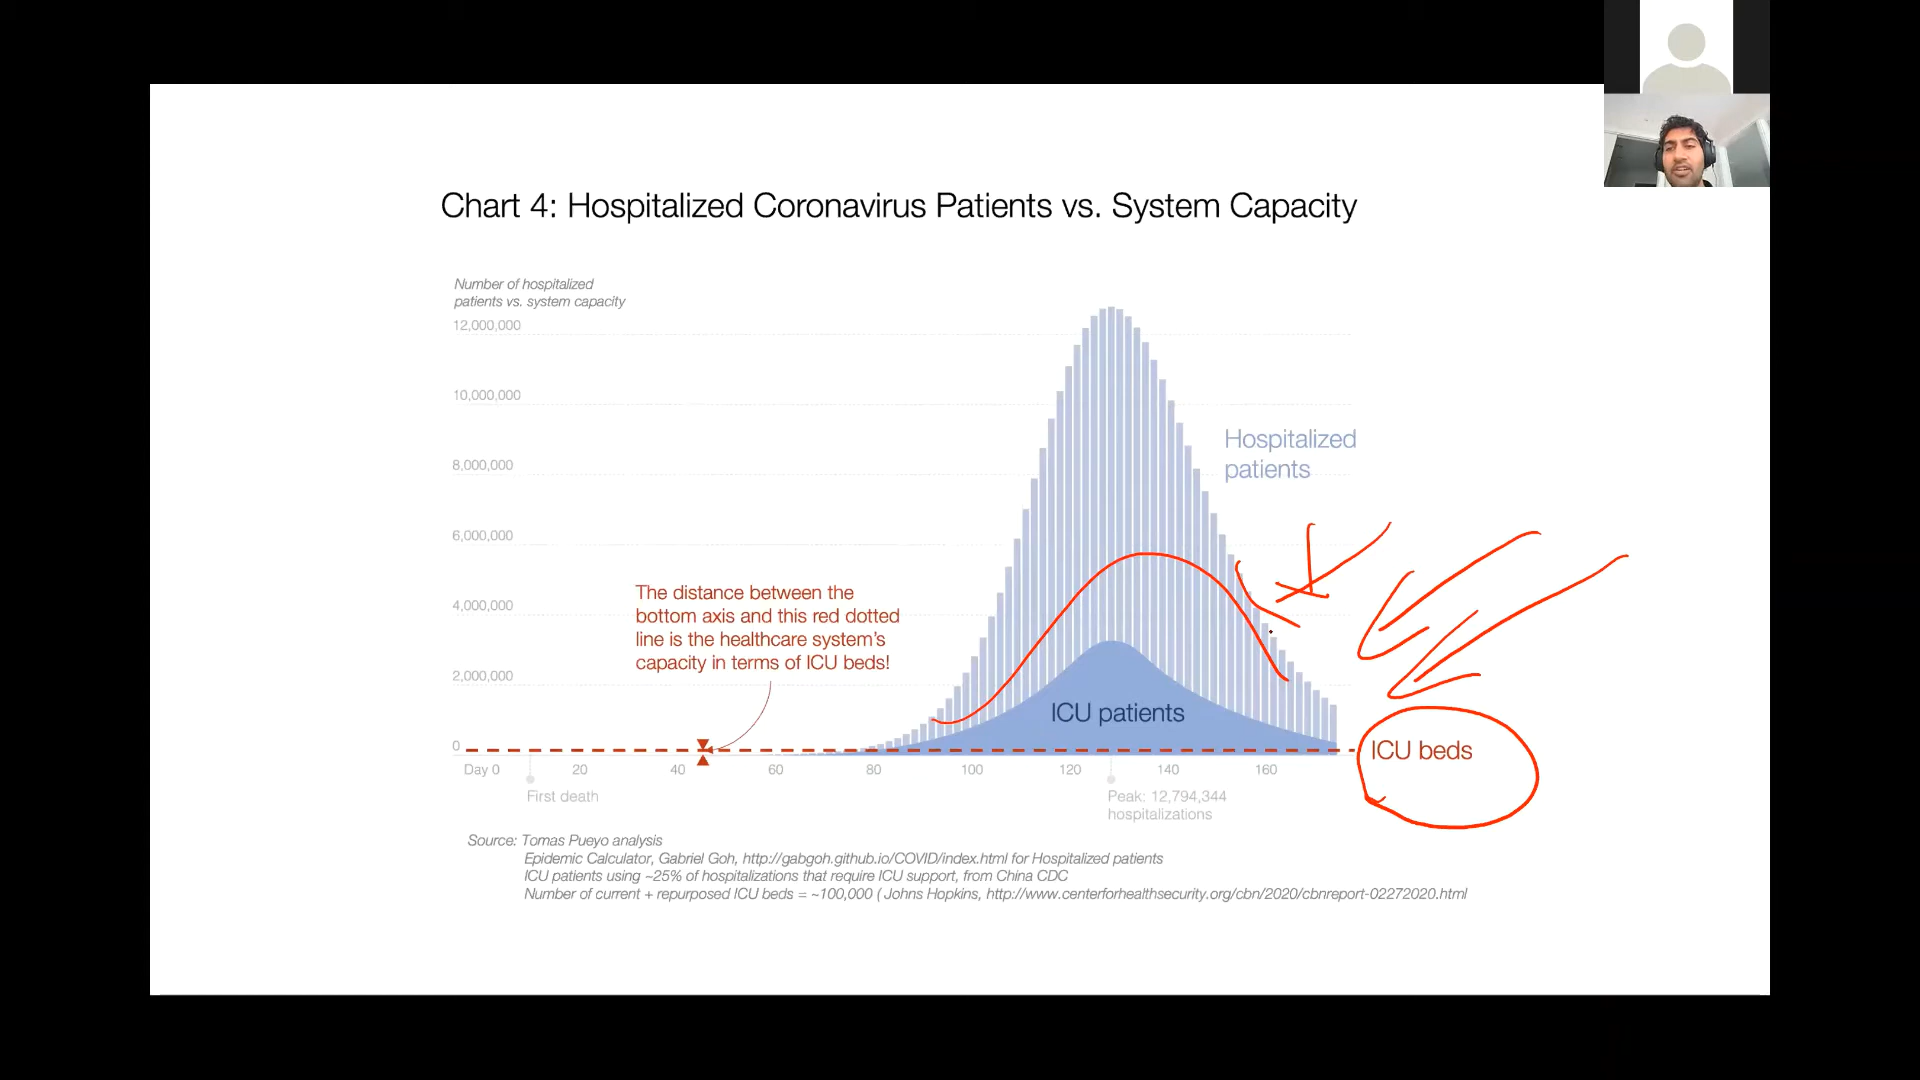 Chart 4: Hospitalized Coronavirus Patients vs. System Capacity
Number of hospitalized
patients vs. system capacity
12,000,000
10,000,000
8,000,000
6,000,000
4,000,000
2,000,000
0
Hospitalized
patients
The distance between the
bottom axis and this red dotted
line is the healthcare system's
capacity in terms of ICU beds!
ICU patients
ICU beds
Day 0 20 40 60 80 100 120 140 160
First death
Peak: 12,794,344
hospitalizations
Source: Tomas Pueyo analysis
Epidemic Calculator, Gabriel Goh, http://gabgoh.github.io/COVID/index.html for Hospitalized patients
ICU patients using ~25% of hospitalizations that require ICU support, from China CDC
Number of current + repurposed ICU beds = ~100,000 ( Johns Hopkins, http://www.centerforhealthsecurity.org/cbn/2020/cbnreport-02272020.html